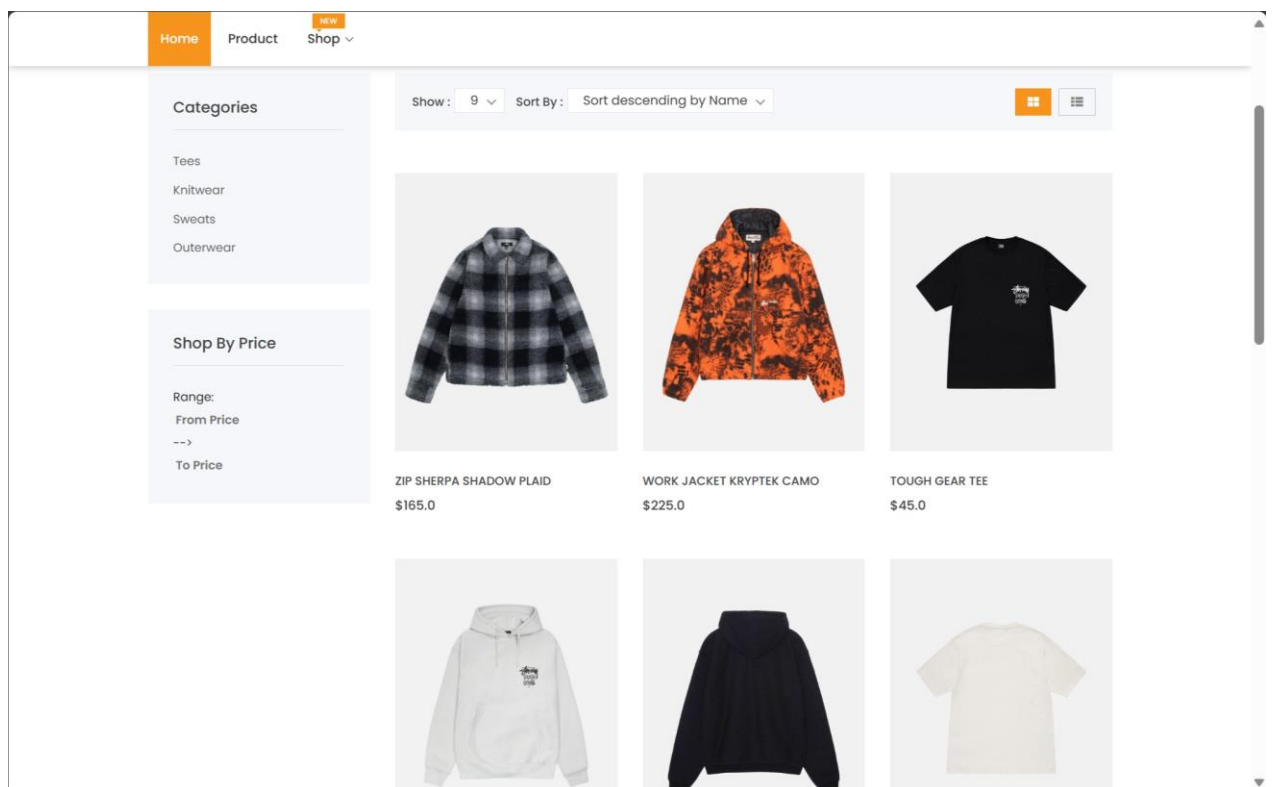 NEW
Home Product Shop
Categories
Tees
Knitwear
Sweats
Outerwear
Shop By Price
Range:
From Price
-->
To Price
Show : 9 Sort By : Sort descending by Name
ZIP SHERPA SHADOW PLAID
$165.0
WORK JACKET KRYPTEK CAMO
$225.0
TOUGH GEAR TEE
$45.0